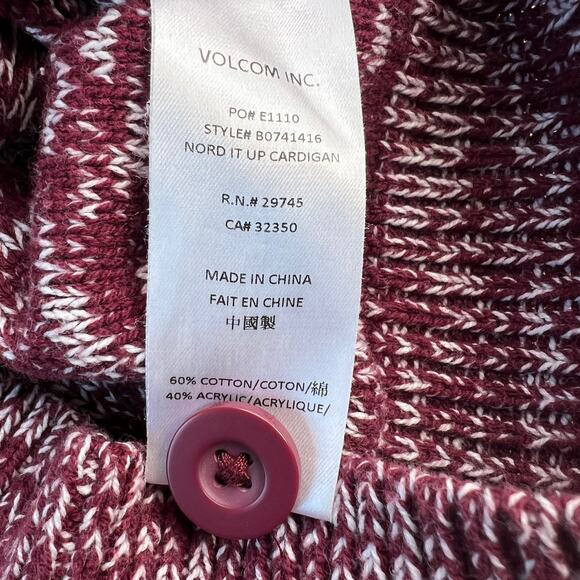 VOLCOM INC.
PO# E1110
STYLE# B0741416
NORD IT UP CARDIGAN
R.N.# 29745
CA# 32350
MADE IN CHINA
FAIT EN CHINE
中國製
60% COTTON/COTON/綿
40% ACRYLIC/ACRYLIQUE/